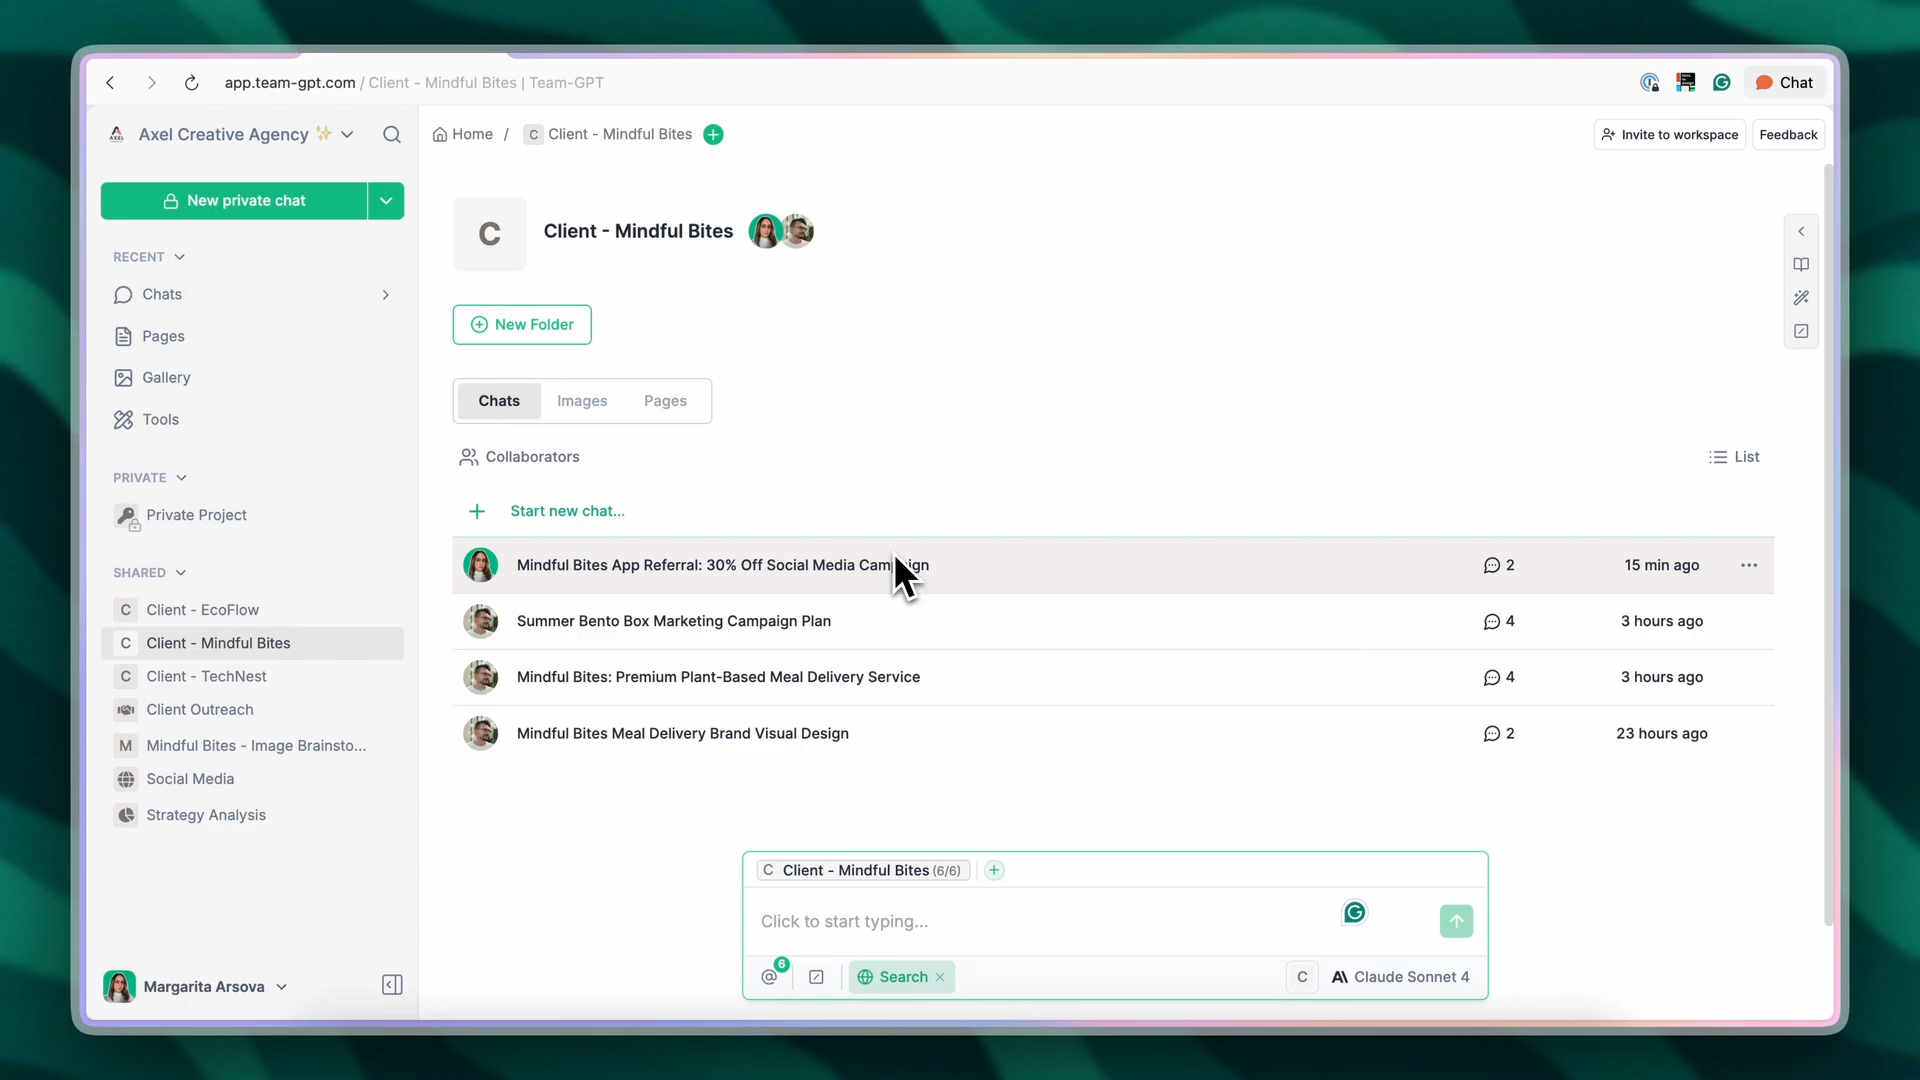 app.team-gpt.com / Client - Mindful Bites | Team-GPT
Chat
AXEL
Axel Creative Agency ✨
Home / C Client - Mindful Bites
Invite to workspace
Feedback
New private chat
RECENT
Chats
Pages
Gallery
Tools
PRIVATE
Private Project
SHARED
C Client - EcoFlow
C Client - Mindful Bites
C Client - TechNest
Client Outreach
M Mindful Bites - Image Brainsto...
Social Media
Strategy Analysis
Margarita Arsova
C
Client - Mindful Bites
New Folder
Chats
Images
Pages
Collaborators
List
Start new chat...
Mindful Bites App Referral: 30% Off Social Media Campaign 2 15 min ago
Summer Bento Box Marketing Campaign Plan 4 3 hours ago
Mindful Bites: Premium Plant-Based Meal Delivery Service 4 3 hours ago
Mindful Bites Meal Delivery Brand Visual Design 2 23 hours ago
C Client - Mindful Bites (6/6)
Click to start typing...
@ 6
Search
C
Claude Sonnet 4